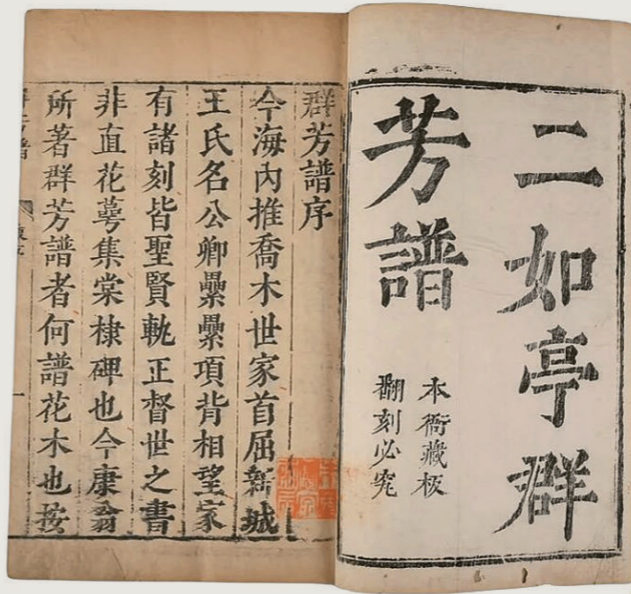 二如亭群
芳譜
本衙藏板
翻刻必究
群芳譜序
今海內推喬木世家首屈新城
王氏名公卿纍纍項背相望家
有諸刻皆聖賢軌正督世之書
非直花萼集棠棣碑也今康翁
所著群芳譜者何譜花木也按